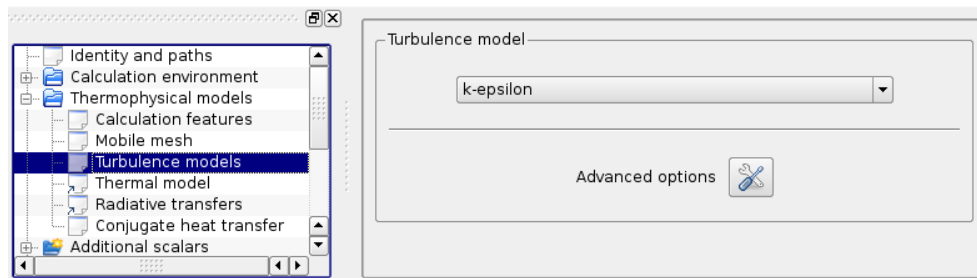 Identity and paths
Calculation environment
Thermophysical models
Calculation features
Mobile mesh
Turbulence models
Thermal model
Radiative transfers
Conjugate heat transfer
Additional scalars
Turbulence model
k-epsilon
Advanced options